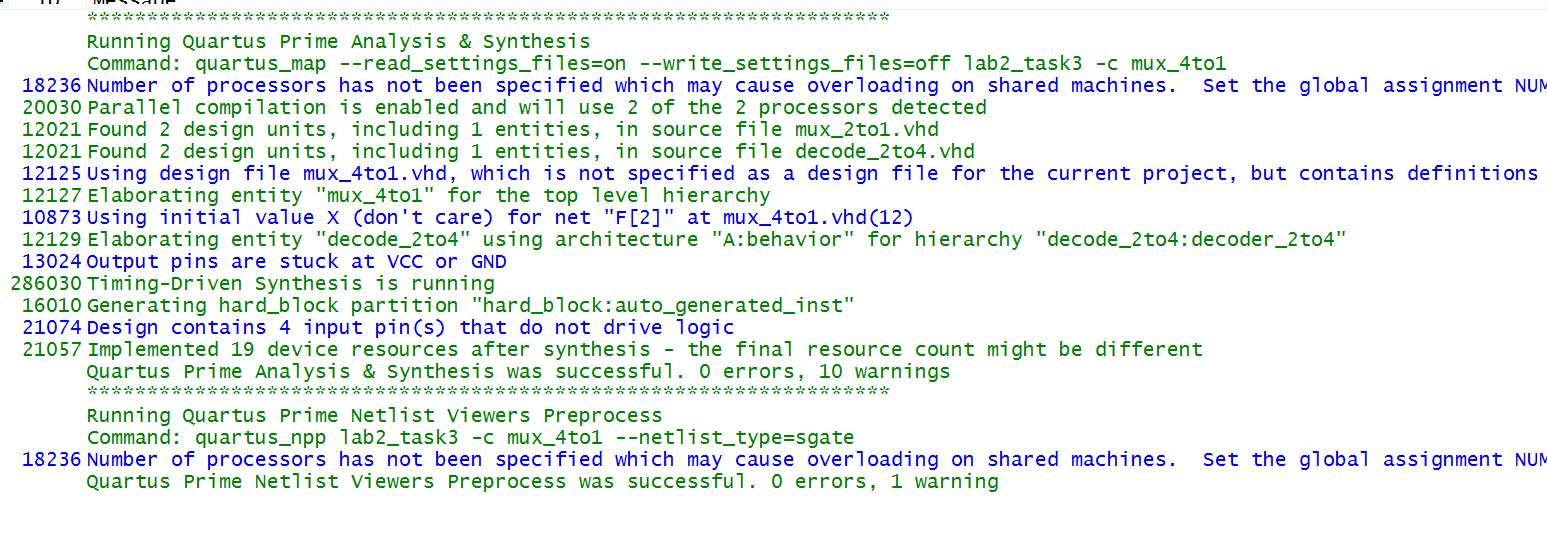 Message
*******************************************************************
Running Quartus Prime Analysis & Synthesis
Command: quartus_map --read_settings_files=on --write_settings_files=off lab2_task3 -c mux_4to1
18236 Number of processors has not been specified which may cause overloading on shared machines.  Set the global assignment NUM
20030 Parallel compilation is enabled and will use 2 of the 2 processors detected
12021 Found 2 design units, including 1 entities, in source file mux_2to1.vhd
12021 Found 2 design units, including 1 entities, in source file decode_2to4.vhd
12125 Using design file mux_4to1.vhd, which is not specified as a design file for the current project, but contains definitions
12127 Elaborating entity "mux_4to1" for the top level hierarchy
10873 Using initial value X (don't care) for net "F[2]" at mux_4to1.vhd(12)
12129 Elaborating entity "decode_2to4" using architecture "A:behavior" for hierarchy "decode_2to4:decoder_2to4"
13024 Output pins are stuck at VCC or GND
286030 Timing-Driven Synthesis is running
16010 Generating hard_block partition "hard_block:auto_generated_inst"
21074 Design contains 4 input pin(s) that do not drive logic
21057 Implemented 19 device resources after synthesis - the final resource count might be different
Quartus Prime Analysis & Synthesis was successful. 0 errors, 10 warnings
*******************************************************************
Running Quartus Prime Netlist Viewers Preprocess
Command: quartus_npp lab2_task3 -c mux_4to1 --netlist_type=sgate
18236 Number of processors has not been specified which may cause overloading on shared machines.  Set the global assignment NUM
Quartus Prime Netlist Viewers Preprocess was successful. 0 errors, 1 warning